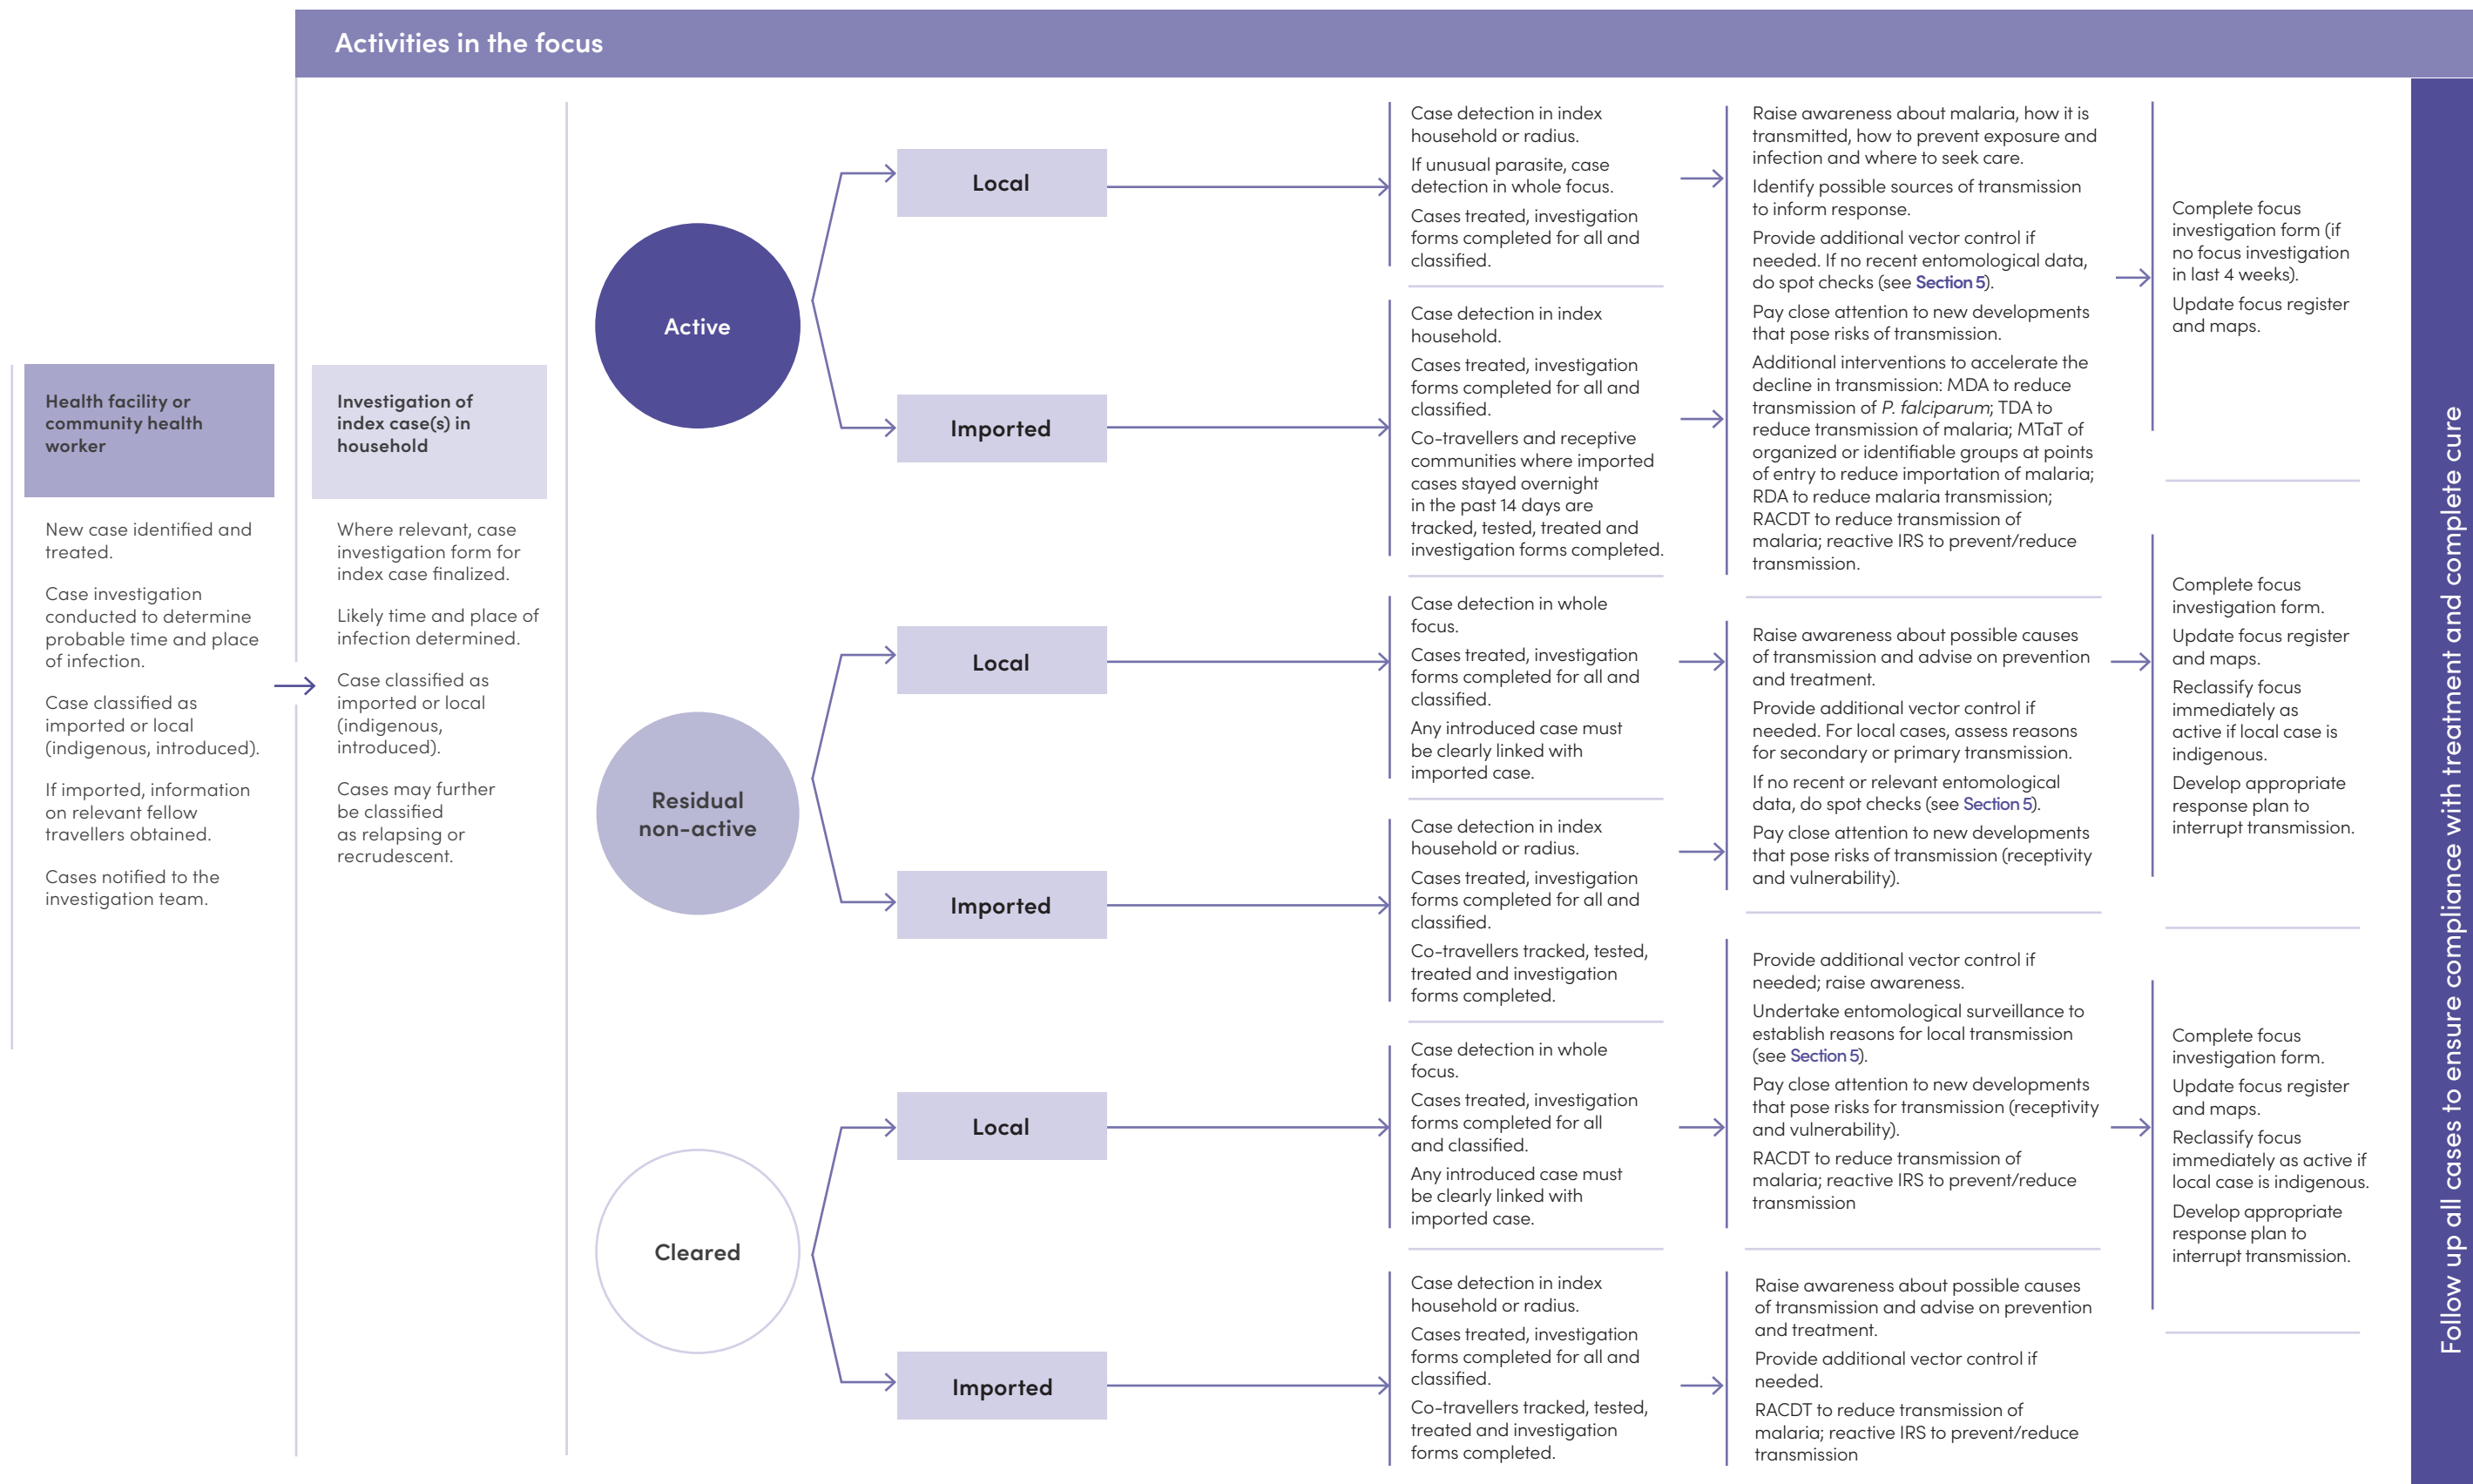 Activities in the focus
Health facility or
community health
worker
New case identified and
treated.
Case investigation
conducted to determine
probable time and place
of infection.
Case classified as
imported or local
(indigenous, introduced).
If imported, information
on relevant fellow
travellers obtained.
Cases notified to the
investigation team.
Investigation of
index case(s) in
household
Where relevant, case
investigation form for
index case finalized.
Likely time and place of
infection determined.
Case classified as
imported or local
(indigenous,
introduced).
Cases may further
be classified
as relapsing or
recrudescent.
Active
Local
Case detection in index
household or radius.
If unusual parasite, case
detection in whole focus.
Cases treated, investigation
forms completed for all and
classified.
Imported
Case detection in index
household.
Cases treated, investigation
forms completed for all and
classified.
Co-travellers and receptive
communities where imported
cases stayed overnight
in the past 14 days are
tracked, tested, treated and
investigation forms completed.
Raise awareness about malaria, how it is
transmitted, how to prevent exposure and
infection and where to seek care.
Identify possible sources of transmission
to inform response.
Provide additional vector control if
needed. If no recent entomological data,
do spot checks (see Section 5).
Pay close attention to new developments
that pose risks of transmission.
Additional interventions to accelerate the
decline in transmission: MDA to reduce
transmission of P. falciparum; TDA to
reduce transmission of malaria; MTaT of
organized or identifiable groups at points
of entry to reduce importation of malaria;
RDA to reduce malaria transmission;
RACDT to reduce transmission of
malaria; reactive IRS to prevent/reduce
transmission.
Complete focus
investigation form (if
no focus investigation
in last 4 weeks).
Update focus register
and maps.
Residual
non-active
Local
Case detection in whole
focus.
Cases treated, investigation
forms completed for all and
classified.
Any introduced case must
be clearly linked with
imported case.
Imported
Case detection in index
household or radius.
Cases treated, investigation
forms completed for all and
classified.
Co-travellers tracked, tested,
treated and investigation
forms completed.
Raise awareness about possible causes
of transmission and advise on prevention
and treatment.
Provide additional vector control if
needed. For local cases, assess reasons
for secondary or primary transmission.
If no recent or relevant entomological
data, do spot checks (see Section 5).
Pay close attention to new developments
that pose risks of transmission (receptivity
and vulnerability).
Complete focus
investigation form.
Update focus register
and maps.
Reclassify focus
immediately as
active if local case is
indigenous.
Develop appropriate
response plan to
interrupt transmission.
Cleared
Local
Case detection in whole
focus.
Cases treated, investigation
forms completed for all
and classified.
Any introduced case must
be clearly linked with
imported case.
Provide additional vector control if
needed; raise awareness.
Undertake entomological surveillance to
establish reasons for local transmission
(see Section 5).
Pay close attention to new developments
that pose risks for transmission (receptivity
and vulnerability).
RACDT to reduce transmission of
malaria; reactive IRS to prevent/reduce
transmission
Complete focus
investigation form.
Update focus register
and maps.
Reclassify focus
immediately as active if
local case is indigenous.
Develop appropriate
response plan to
interrupt transmission.
Imported
Case detection in index
household or radius.
Cases treated, investigation
forms completed for all and
classified.
Co-travellers tracked, tested,
treated and investigation
forms completed.
Raise awareness about possible causes
of transmission and advise on prevention
and treatment.
Provide additional vector control if
needed.
RACDT to reduce transmission of
malaria; reactive IRS to prevent/reduce
transmission
Follow up all cases to ensure compliance with treatment and complete cure